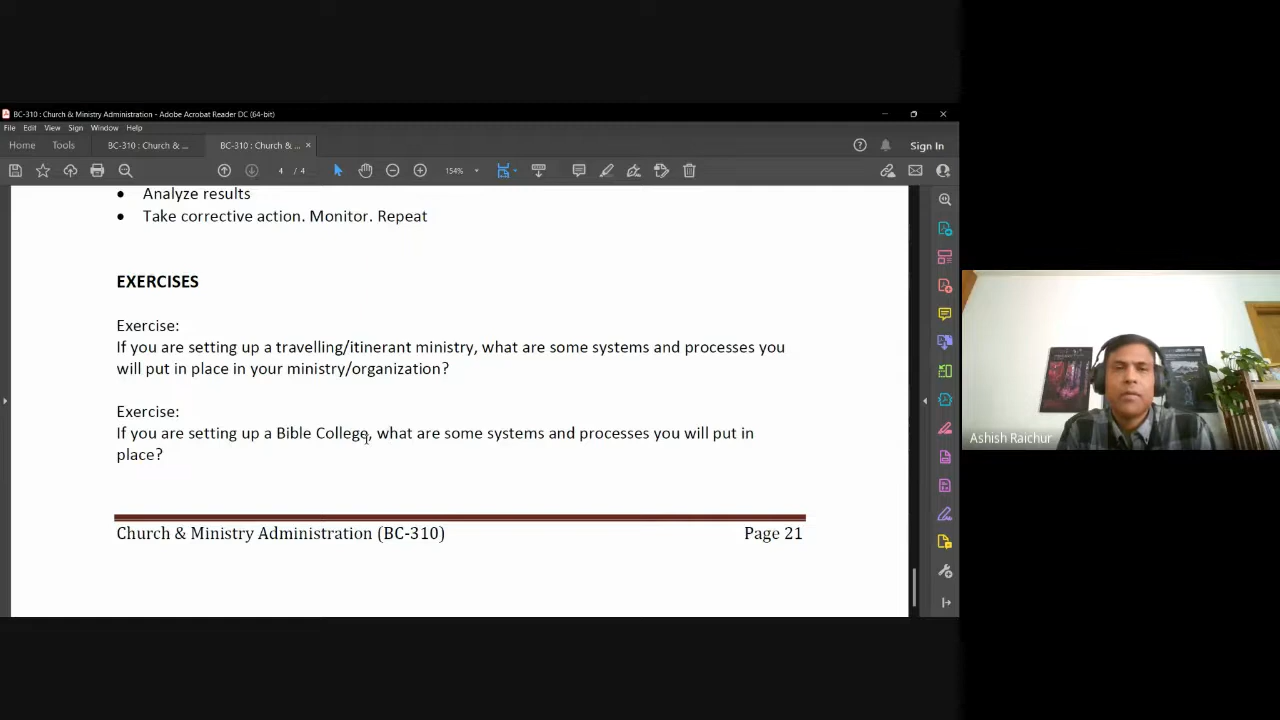 BC-310 : Church & Ministry Administration - Adobe Acrobat Reader DC (64-bit)
File Edit View Sign Window Help
Home Tools BC-310 : Church & ... BC-310 : Church & ... × Sign In
4 / 4 154%
• Analyze results
• Take corrective action. Monitor. Repeat
EXERCISES
Exercise:
If you are setting up a travelling/itinerant ministry, what are some systems and processes you
will put in place in your ministry/organization?
Exercise:
If you are setting up a Bible College, what are some systems and processes you will put in
place?
Church & Ministry Administration (BC-310) Page 21
Ashish Raichur